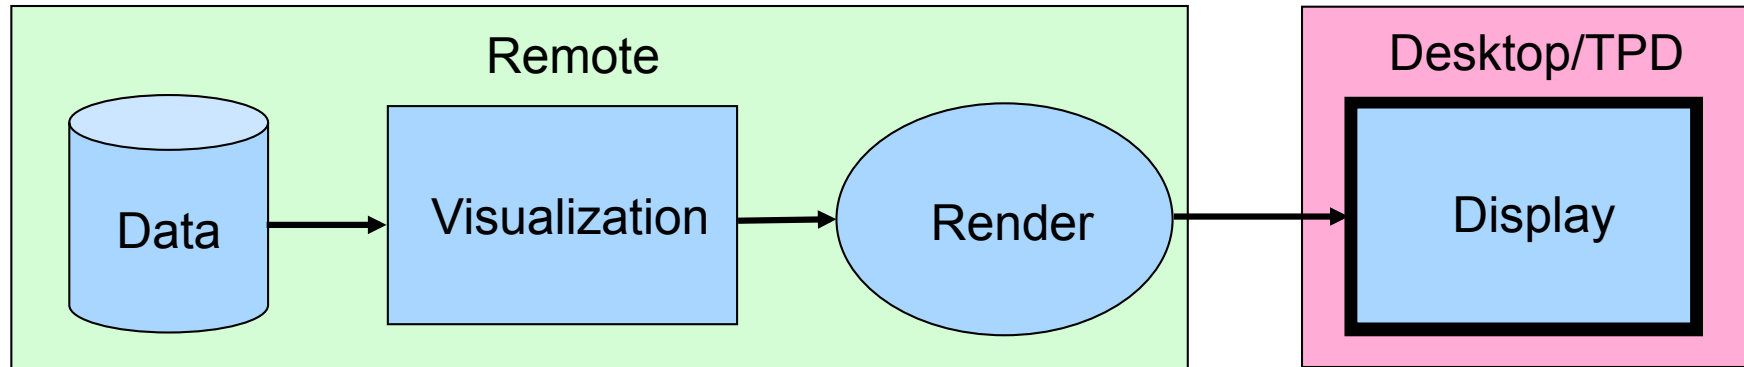 Remote
Data
Visualization
Render
Desktop/TPD
Display